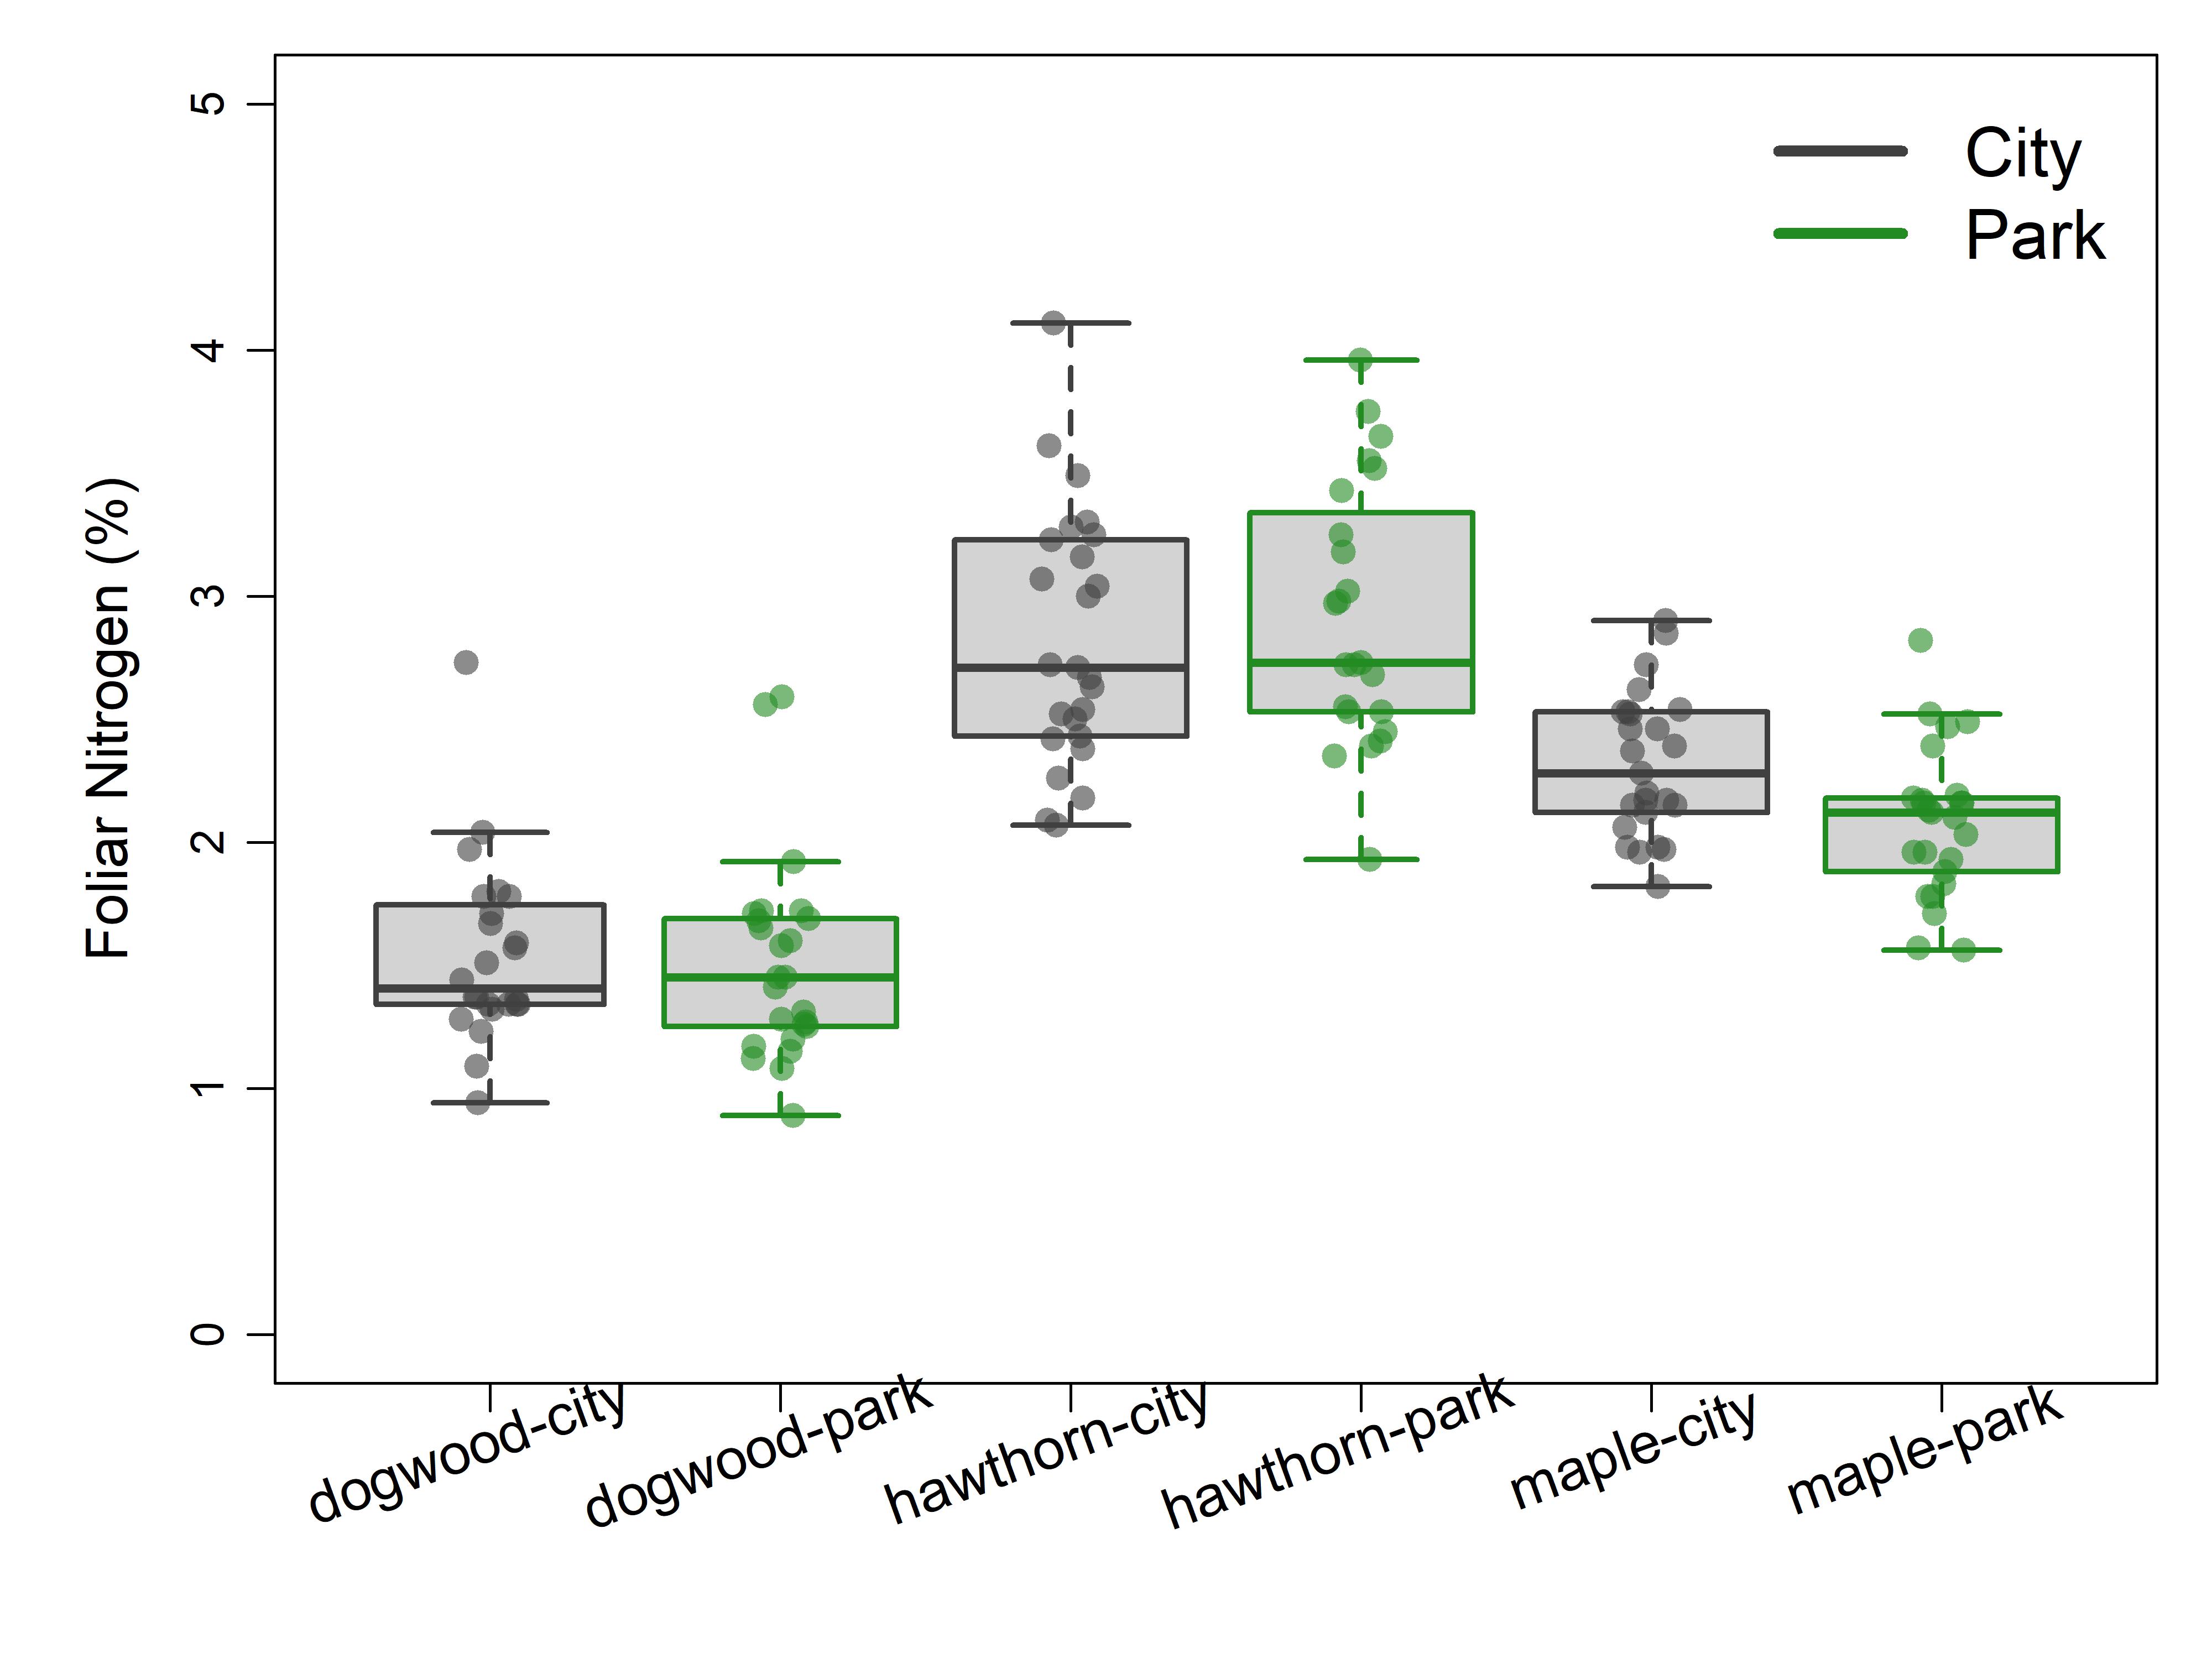 City
Park
Foliar Nitrogen (%)
5
4
3
2
1
0
dogwood-city
dogwood-park
hawthorn-city
hawthorn-park
maple-city
maple-park